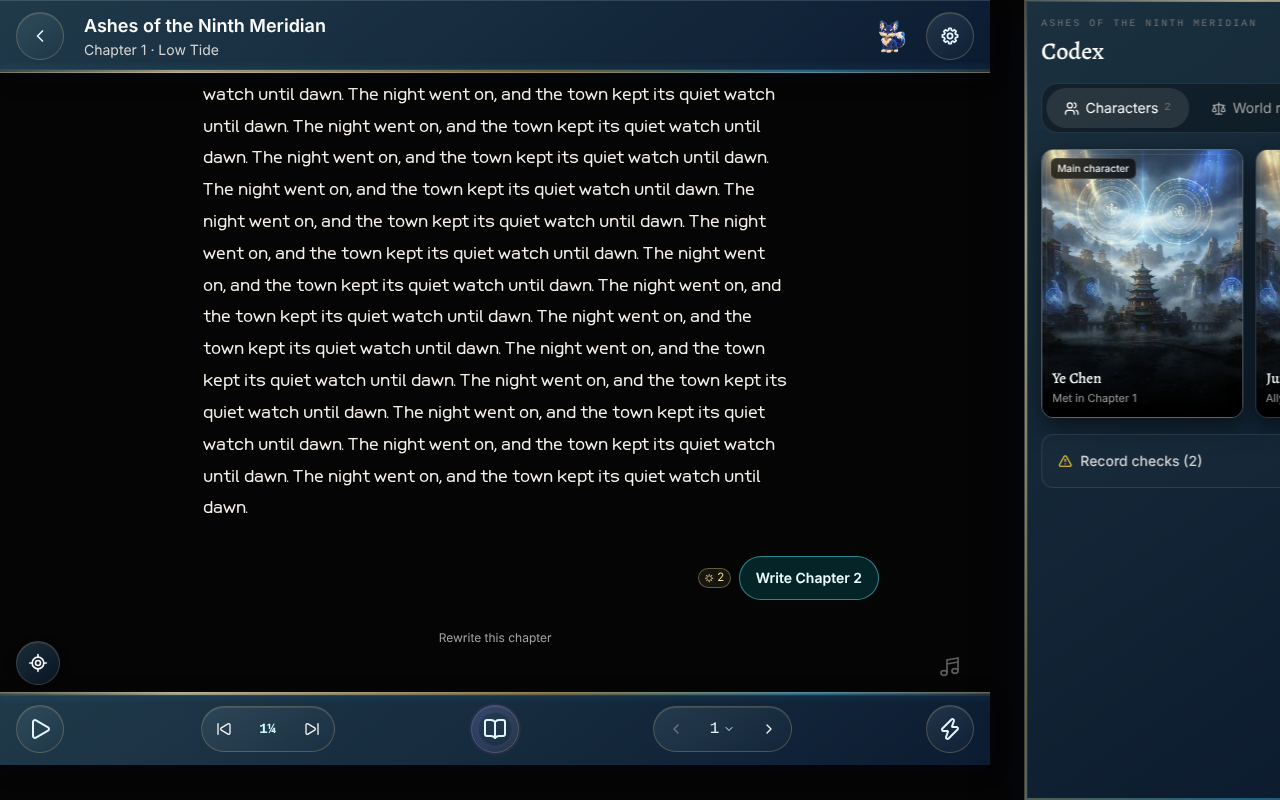 Ashes of the Ninth Meridian
Chapter 1 · Low Tide
watch until dawn. The night went on, and the town kept its quiet watch
until dawn. The night went on, and the town kept its quiet watch until
dawn. The night went on, and the town kept its quiet watch until dawn.
The night went on, and the town kept its quiet watch until dawn. The
night went on, and the town kept its quiet watch until dawn. The night
went on, and the town kept its quiet watch until dawn. The night went
on, and the town kept its quiet watch until dawn. The night went on, and
the town kept its quiet watch until dawn. The night went on, and the
town kept its quiet watch until dawn. The night went on, and the town
kept its quiet watch until dawn. The night went on, and the town kept its
quiet watch until dawn. The night went on, and the town kept its quiet
watch until dawn. The night went on, and the town kept its quiet watch
until dawn. The night went on, and the town kept its quiet watch until
dawn.
2
Write Chapter 2
Rewrite this chapter
1¼
1
ASHES OF THE NINTH MERIDIAN
Codex
Characters 2
World
Main character
Ye Chen
Met in Chapter 1
Record checks (2)